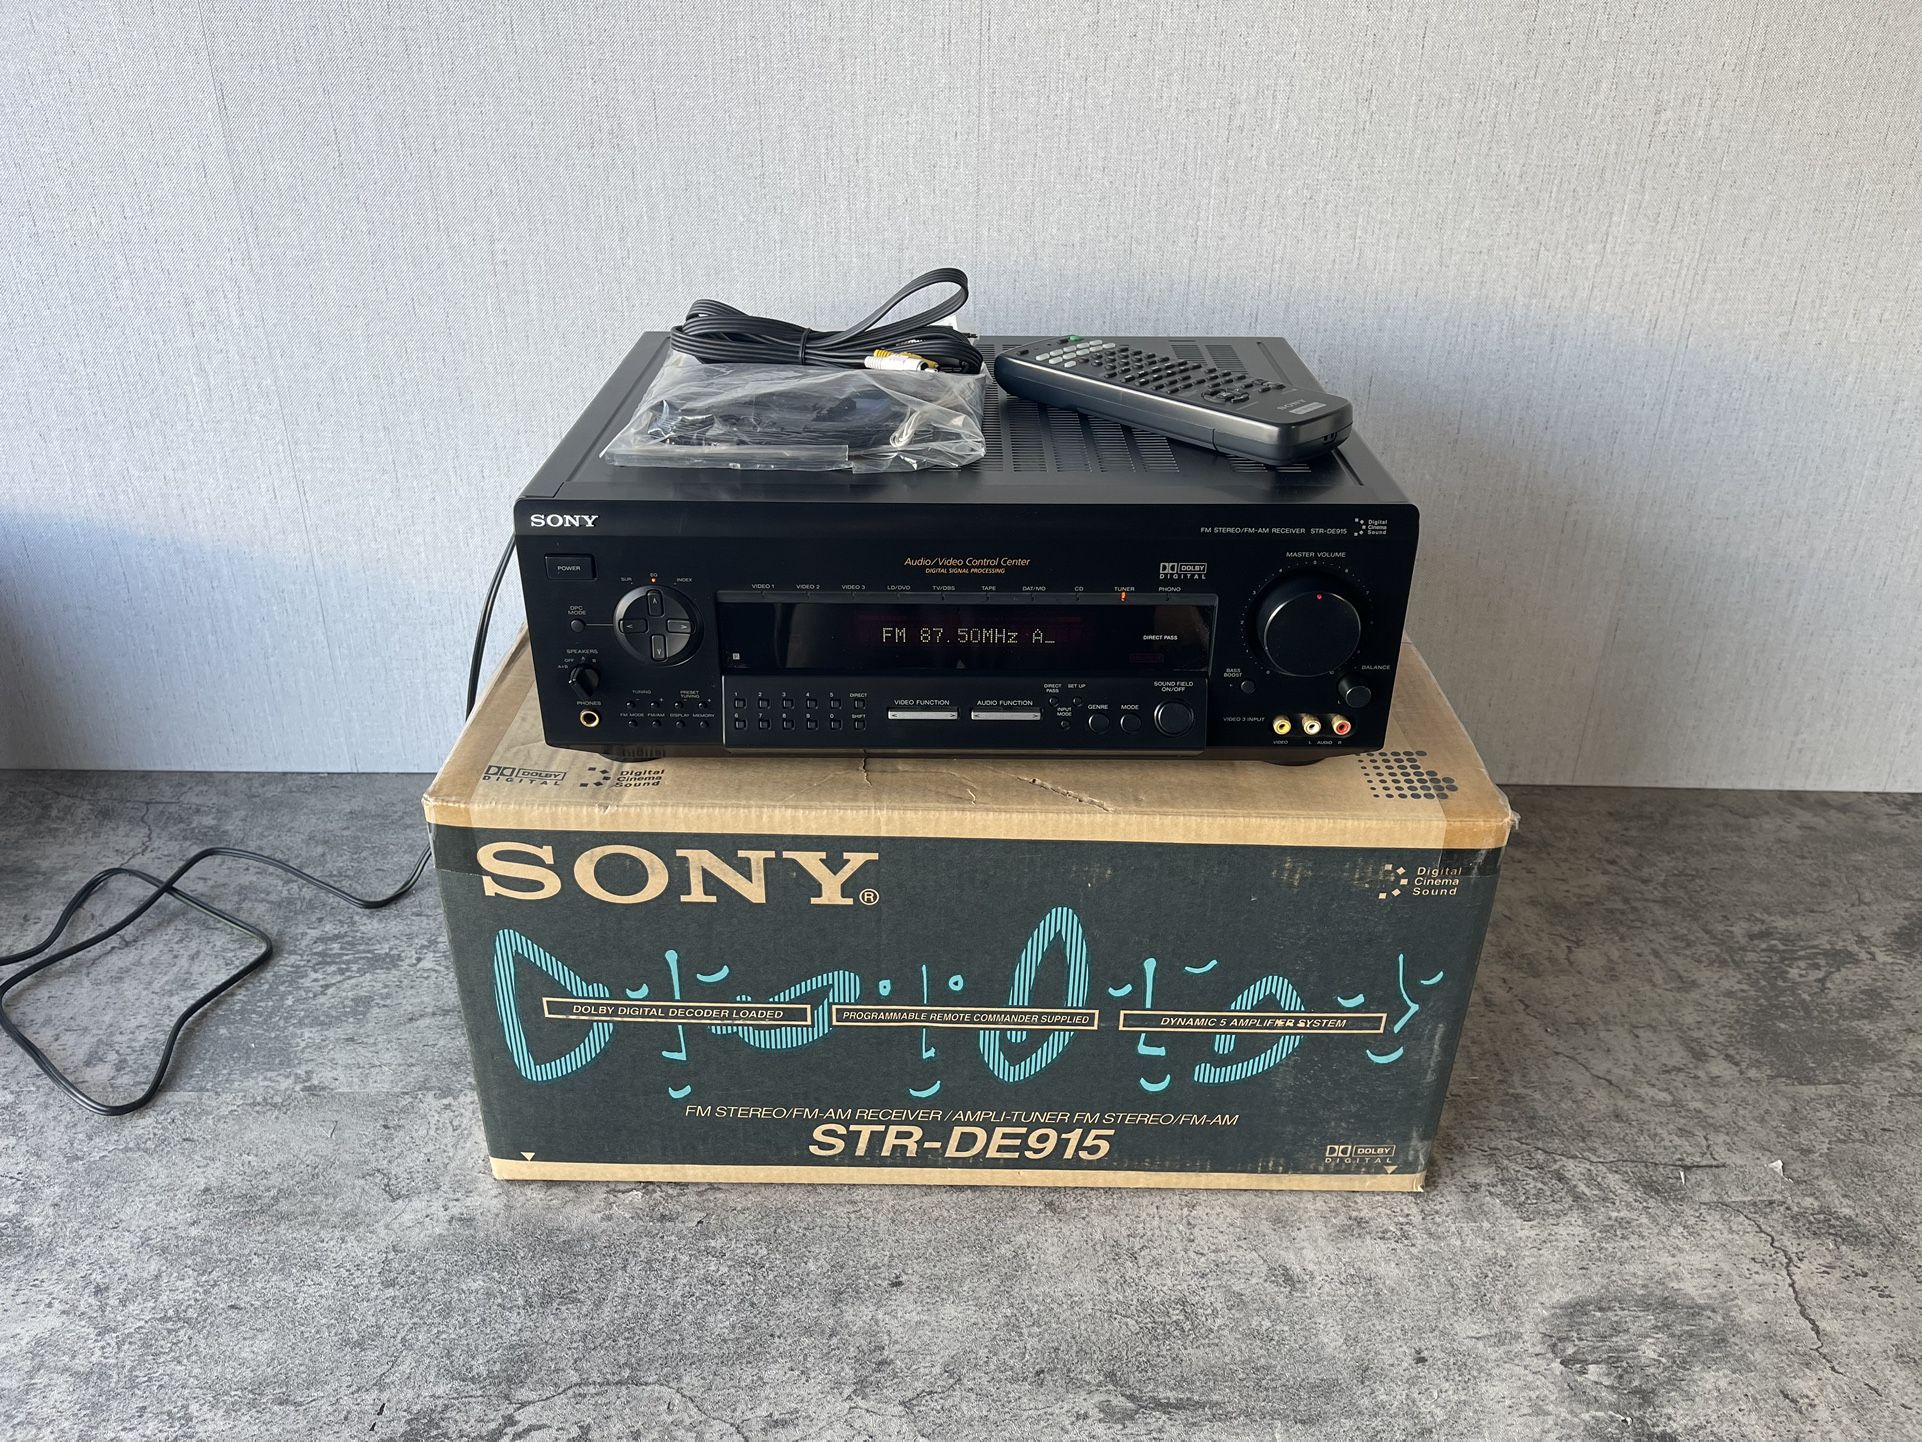 SONY
SONY
FM STEREO/FM-AM RECEIVER STR-DE915
Digital
Cinema
Sound
POWER
Audio/Video Control Center
DIGITAL SIGNAL PROCESSING
DOLBY
DIGITAL
MASTER VOLUME
SUR EQ INDEX
VIDEO 1 VIDEO 2 VIDEO 3 LD/DVD TV/DBS TAPE DAT/MD CD TUNER PHONO
DPC
MODE
FM 87.50MHz A_
DIRECT PASS
SPEAKERS
OFF A B
A+B
BALANCE
L
BASS
BOOST
TUNING
PRESET
TUNING
1 2 3 4 5 DIRECT
6 7 8 9 0 SHIFT
VIDEO FUNCTION
AUDIO FUNCTION
DIRECT
PASS
SET UP
INPUT
MODE
GENRE
MODE
SOUND FIELD
ON/OFF
PHONES
FM MODE FM/AM DISPLAY MEMORY
VIDEO 3 INPUT
VIDEO L AUDIO R
DOLBY
DIGITAL
Digital
Cinema
Sound
SONY®
Digital
Cinema
Sound
DOLBY DIGITAL DECODER LOADED
PROGRAMMABLE REMOTE COMMANDER SUPPLIED
DYNAMIC 5 AMPLIFIER SYSTEM
FM STEREO/FM-AM RECEIVER / AMPLI-TUNER FM STEREO/FM-AM
STR-DE915
DOLBY
DIGITAL